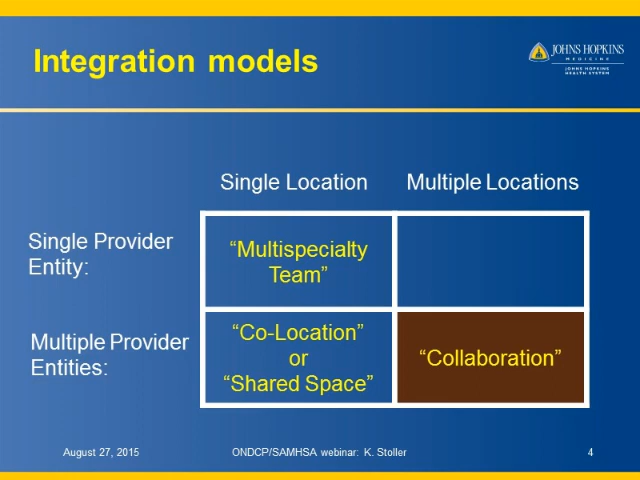 Integration models
JOHNS HOPKINS
MEDICINE
JOHNS HOPKINS
HEALTH SYSTEM
Single Location
Multiple Locations
Single Provider
Entity:
“Multispecialty
Team”
Multiple Provider
Entities:
“Co-Location”
or
“Shared Space”
“Collaboration”
August 27, 2015
ONDCP/SAMHSA webinar: K. Stoller
4